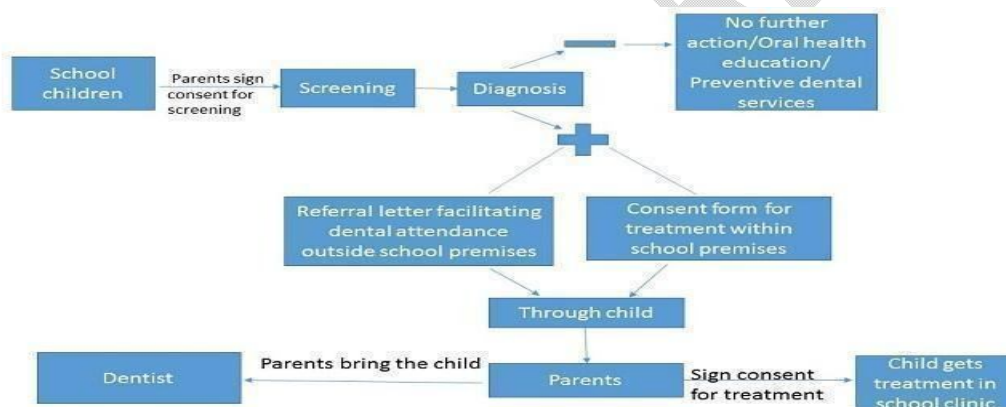 School
children
Parents sign
consent for
screening
Screening
Diagnosis
No further
action/Oral health
education/
Preventive dental
services
Referral letter facilitating
dental attendance
outside school premises
Consent form for
treatment within
school premises
Through child
Dentist
Parents bring the child
Parents
Sign consent
for treatment
Child gets
treatment in
school clinic